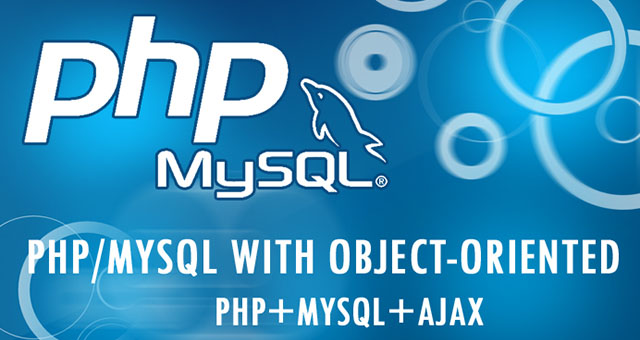 php
MySQL®
PHP/MYSQL WITH OBJECT-ORIENTED
PHP+MYSQL+AJAX